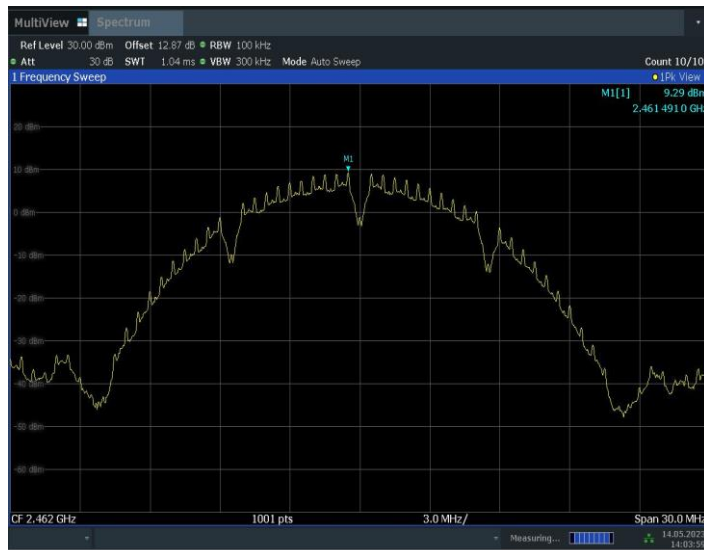 MultiView Spectrum
Ref Level 30.00 dBm Offset 12.87 dB RBW 100 kHz
Att 30 dB SWT 1.04 ms VBW 300 kHz Mode Auto Sweep Count 10/10
1 Frequency Sweep 1Pk View
M1[1] 9.29 dBm
2.461 4910 GHz
20 dBm
M1
10 dBm
0 dBm
-10 dBm
-20 dBm
-30 dBm
-40 dBm
-50 dBm
-60 dBm
CF 2.462 GHz 1001 pts 3.0 MHz/ Span 30.0 MHz
Measuring... 14.05.2023
14:03:59